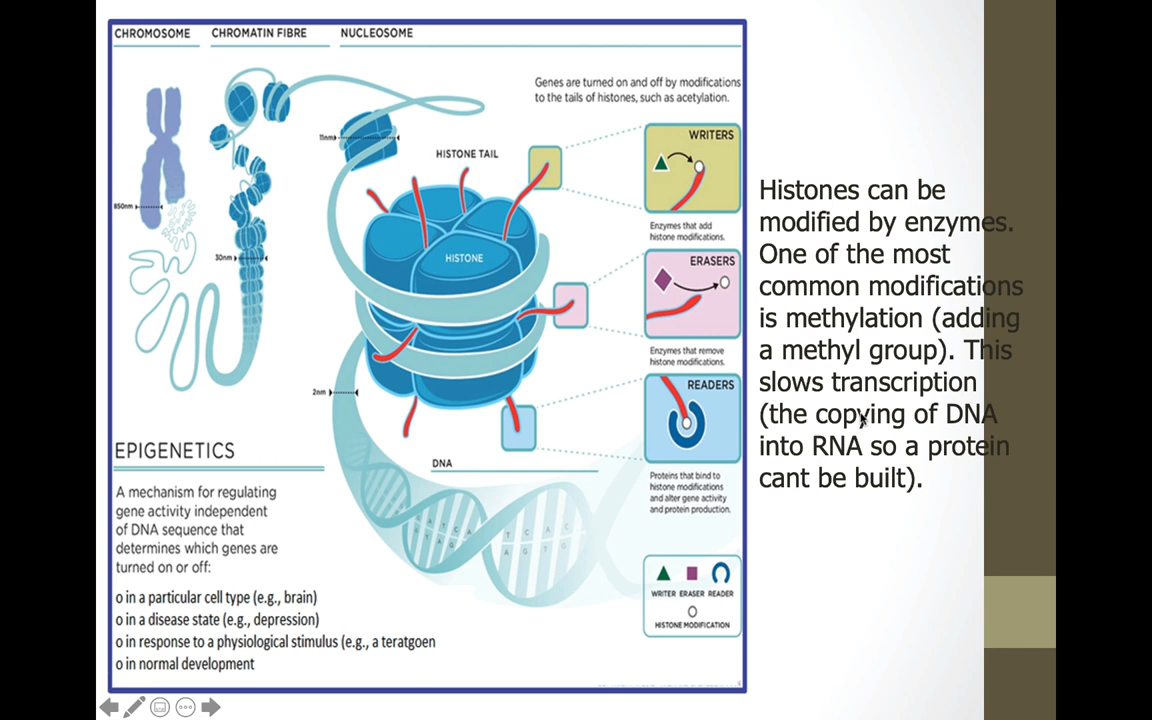 CHROMOSOME
CHROMATIN FIBRE
NUCLEOSOME
Genes are turned on and off by modifications
to the tails of histones, such as acetylation.
11nm
HISTONE TAIL
WRITERS
850nm
30nm
HISTONE
Enzymes that add
histone modifications.
ERASERS
Enzymes that remove
histone modifications.
2nm
READERS
EPIGENETICS
DNA
Proteins that bind to
histone modifications
and alter gene activity
and protein production.
A mechanism for regulating
gene activity independent
of DNA sequence that
determines which genes are
turned on or off:
o in a particular cell type (e.g., brain)
o in a disease state (e.g., depression)
o in response to a physiological stimulus (e.g., a teratgoen
o in normal development
WRITER ERASER READER
HISTONE MODIFICATION
Histones can be
modified by enzymes.
One of the most
common modifications
is methylation (adding
a methyl group). This
slows transcription
(the copying of DNA
into RNA so a protein
cant be built).